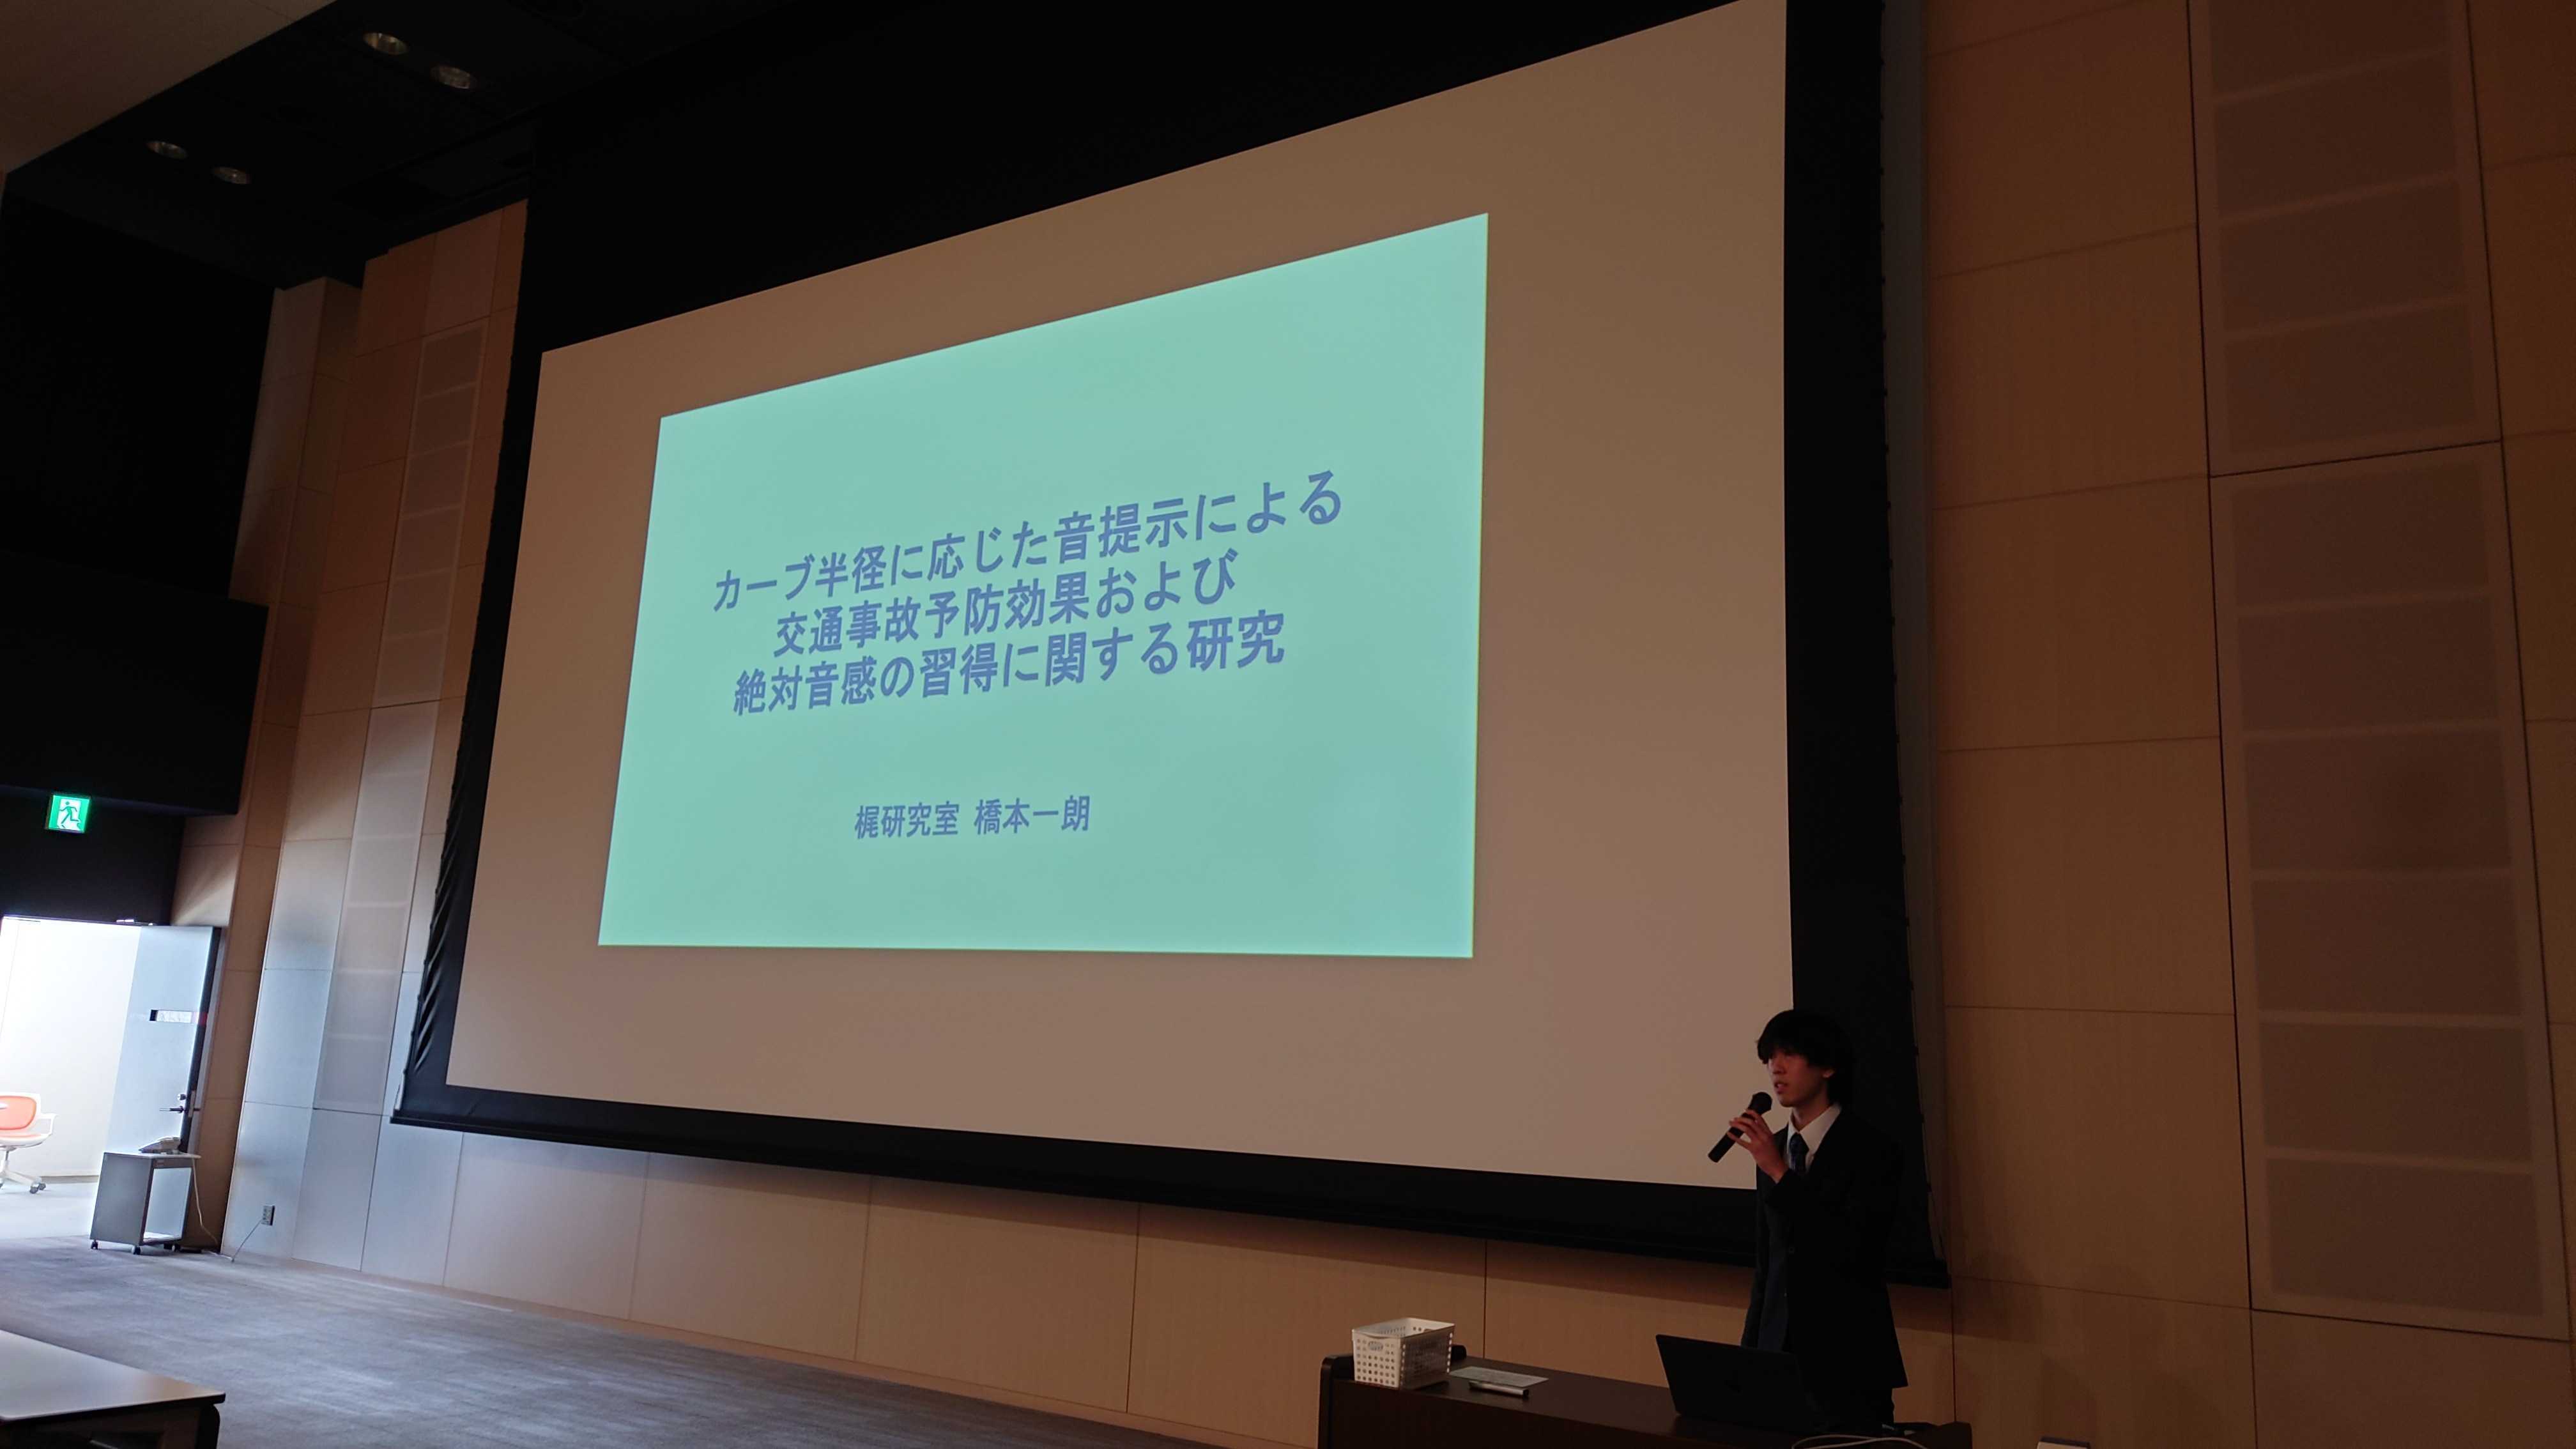 カーブ半径に応じた音提示による
交通事故予防効果および
絶対音感の習得に関する研究
梶研究室 橋本一朗